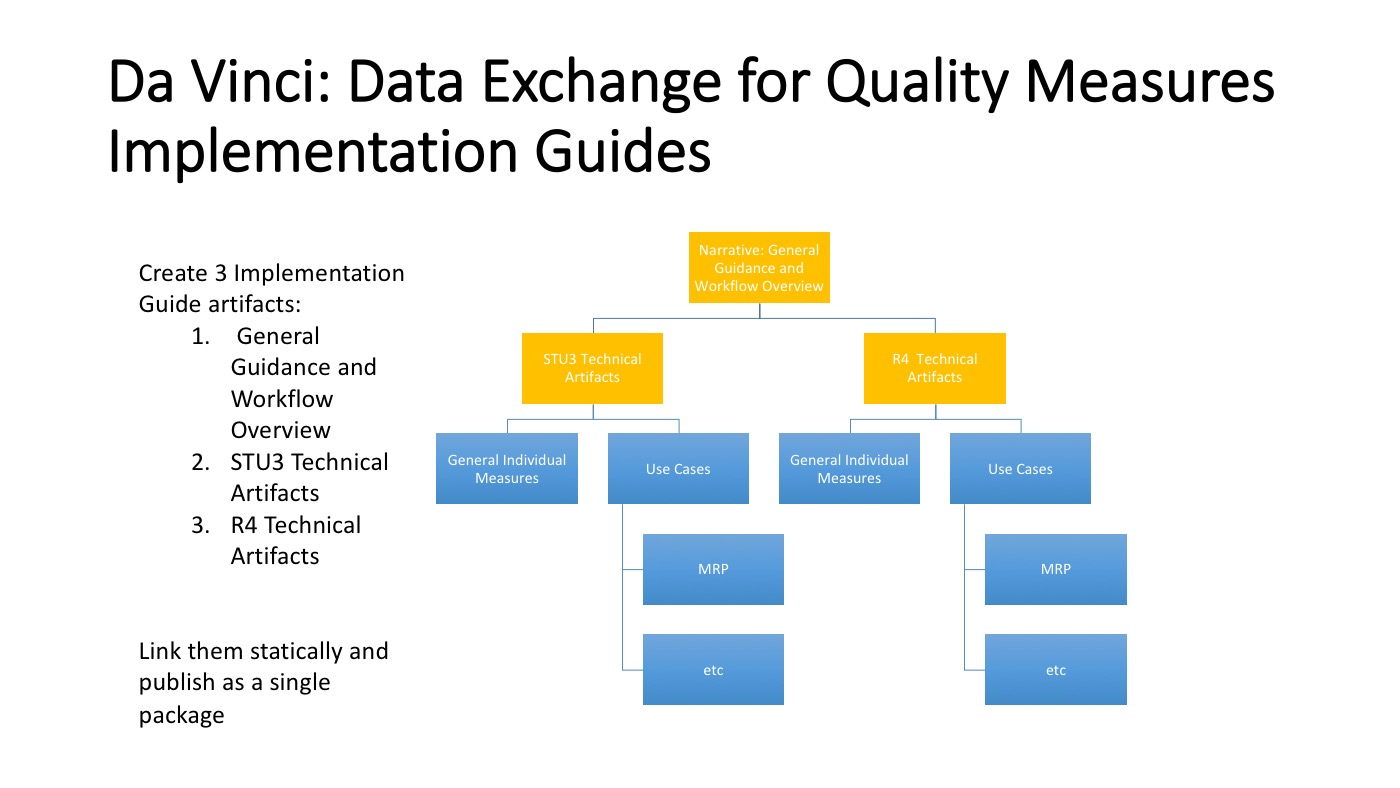 Da Vinci: Data Exchange for Quality Measures
Implementation Guides
Create 3 Implementation
Guide artifacts:
1. General
Guidance and
Workflow
Overview
2. STU3 Technical
Artifacts
3. R4 Technical
Artifacts
Link them statically and
publish as a single
package
Narrative: General
Guidance and
Workflow Overview
STU3 Technical
Artifacts
R4 Technical
Artifacts
General Individual
Measures
Use Cases
General Individual
Measures
Use Cases
MRP
MRP
etc
etc